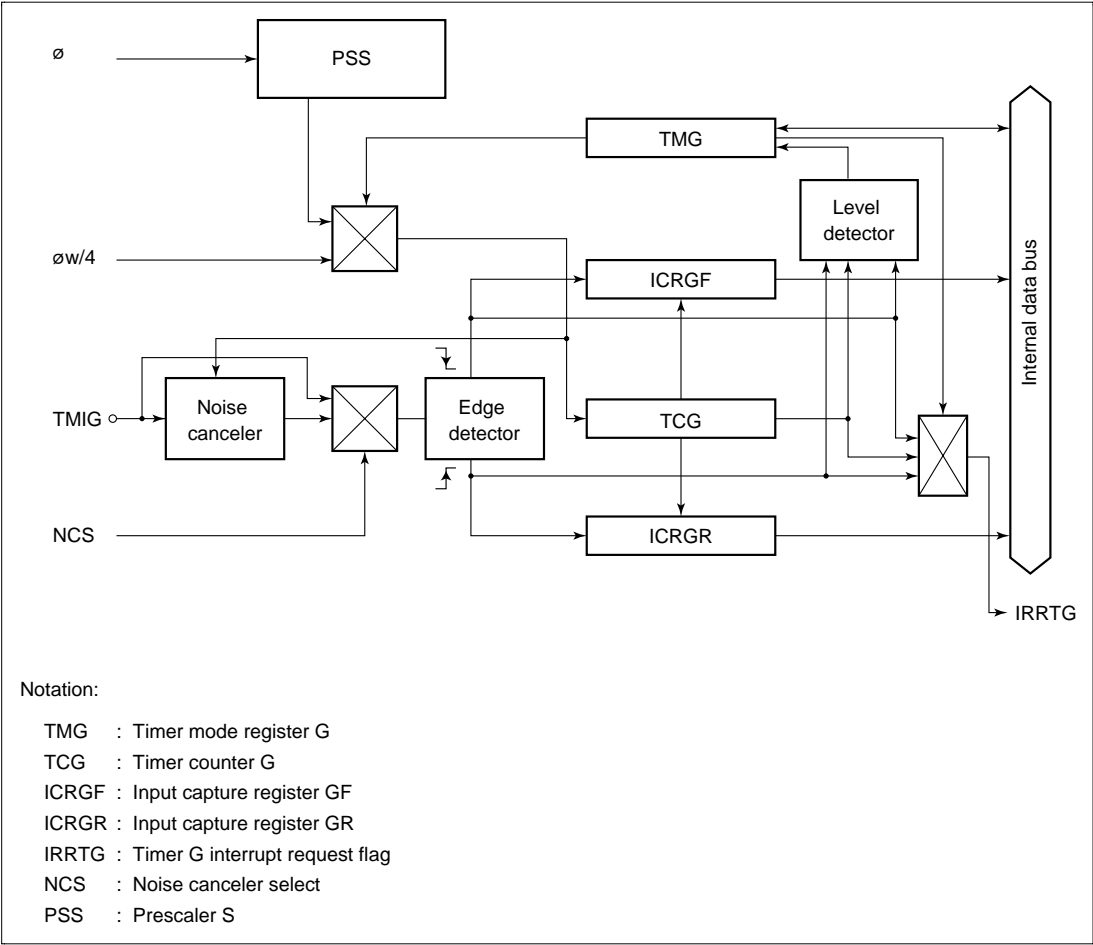 ø
PSS
TMG
Level
detector
øw/4
ICRGF
Internal data bus
TMIG
Noise
canceler
Edge
detector
TCG
NCS
ICRGR
IRRTG
Notation:
TMG : Timer mode register G
TCG : Timer counter G
ICRGF : Input capture register GF
ICRGR : Input capture register GR
IRRTG : Timer G interrupt request flag
NCS : Noise canceler select
PSS : Prescaler S